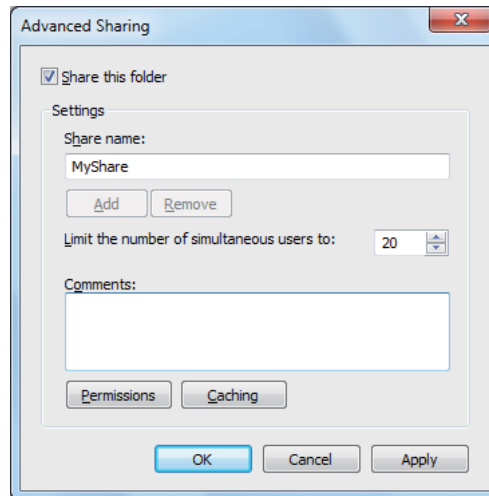 Advanced Sharing
Share this folder
Settings
Share name:
MyShare
Add Remove
Limit the number of simultaneous users to: 20
Comments:
Permissions Caching
OK Cancel Apply